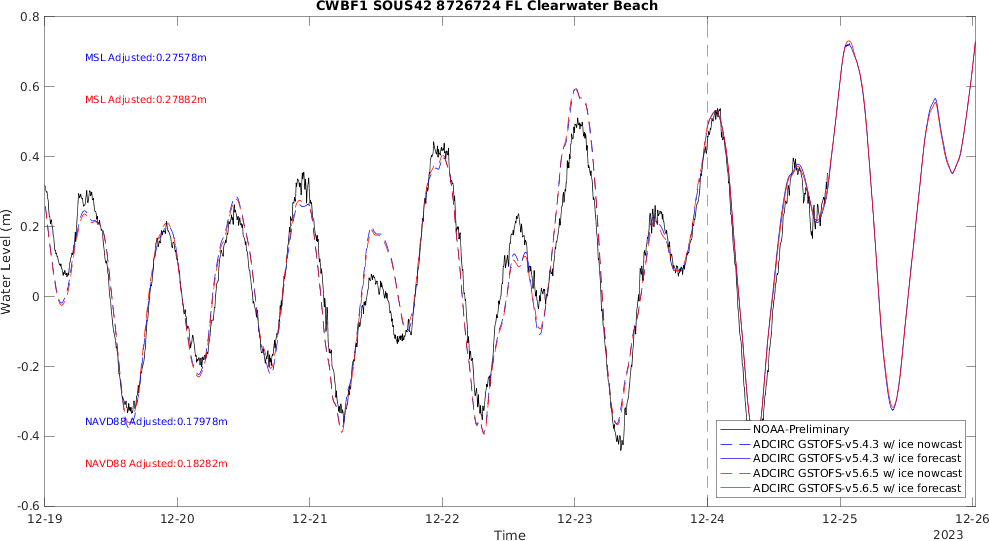 CWBF1 SOUS42 8726724 FL Clearwater Beach
0.8
0.6
0.4
0.2
0
-0.2
-0.4
-0.6
Water Level (m)
MSL Adjusted:0.27578m
MSL Adjusted:0.27882m
NAVD88 Adjusted:0.17978m
NAVD88 Adjusted:0.18282m
NOAA-Preliminary
ADCIRC GSTOFS-v5.4.3 w/ ice nowcast
ADCIRC GSTOFS-v5.4.3 w/ ice forecast
ADCIRC GSTOFS-v5.6.5 w/ ice nowcast
ADCIRC GSTOFS-v5.6.5 w/ ice forecast
12-19 12-20 12-21 12-22 12-23 12-24 12-25 12-26
Time
2023